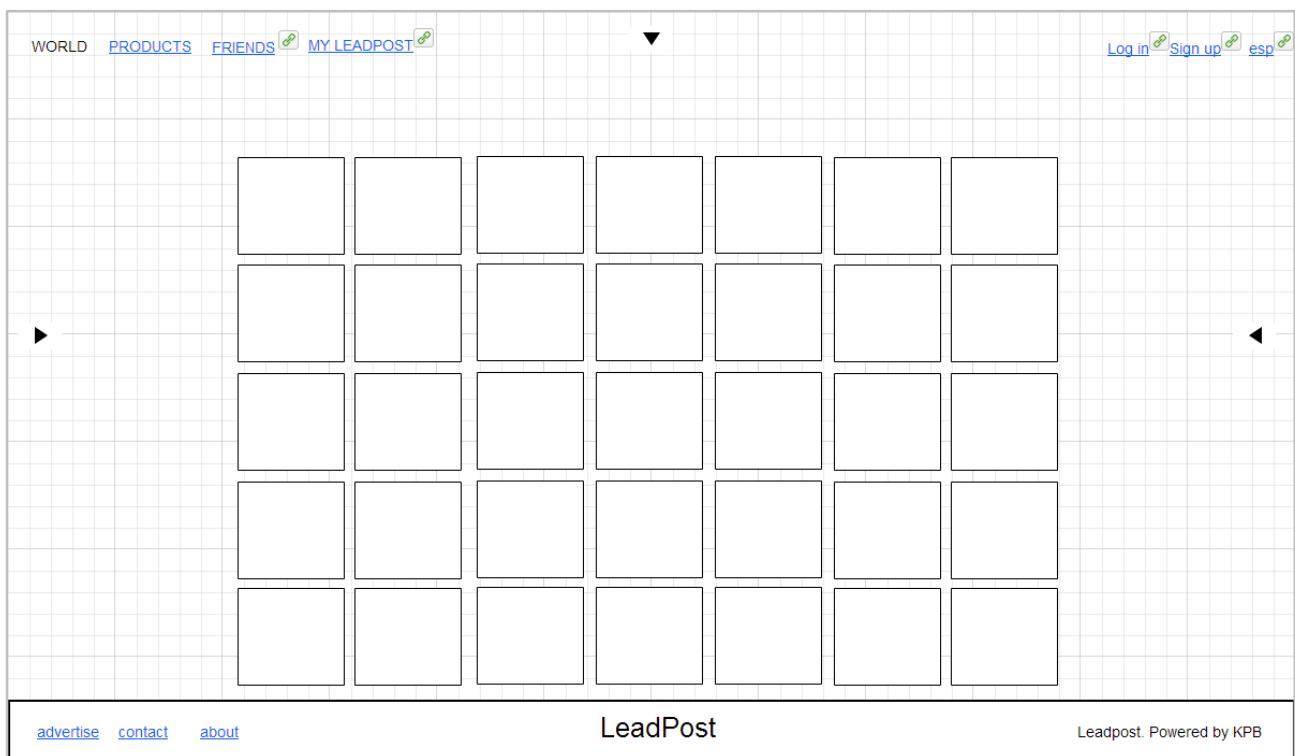 WORLD PRODUCTS FRIENDS MY LEADPOST Log in Sign up esp
advertise contact about LeadPost Leadpost. Powered by KPB